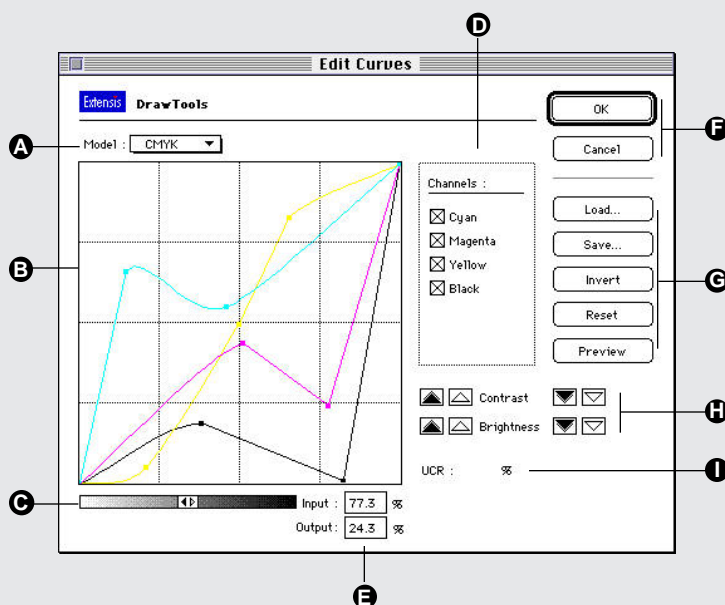 D
Edit Curves
Extensis DrawTools
OK
F
A
Model : CMYK
Cancel
Channels :
Load...
Cyan
Save...
Magenta
B
Yellow
Invert
G
Black
Reset
Preview
Contrast
H
Brightness
UCR : %
I
C
Input : 77.3 %
Output: 24.3 %
E